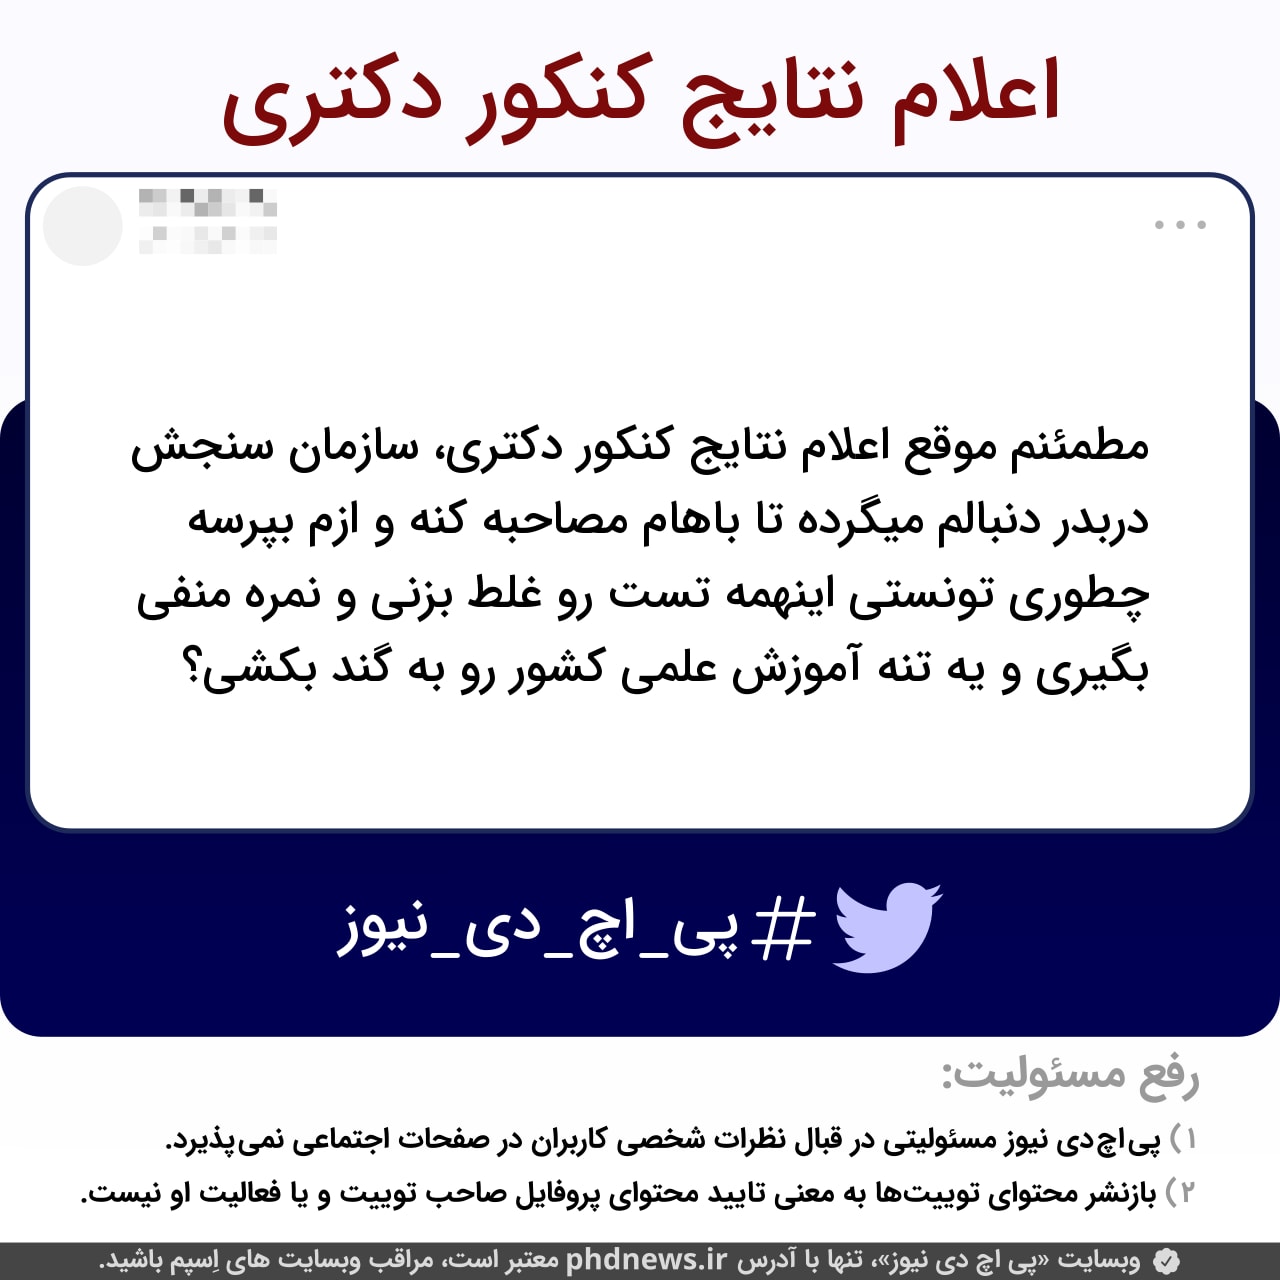 اعلام نتایج کنکور دکتری
مطمئنم موقع اعلام نتایج کنکور دکتری، سازمان سنجش
دربدر دنبالم میگرده تا باهام مصاحبه کنه و ازم بپرسه
چطوری تونستی اینهمه تست رو غلط بزنی و نمره منفی
بگیری و یه تنه آموزش علمی کشور رو به گند بکشی؟
#پی_اچ_دی_نیوز
رفع مسئولیت:
۱) پی‌اچ‌دی نیوز مسئولیتی در قبال نظرات شخصی کاربران در صفحات اجتماعی نمی‌پذیرد.
۲) بازنشر محتوای توییت‌ها به معنی تایید محتوای پروفایل صاحب توییت و یا فعالیت او نیست.
وبسایت «پی اچ دی نیوز»، تنها با آدرس phdnews.ir معتبر است، مراقب وبسایت های اِسپم باشید.